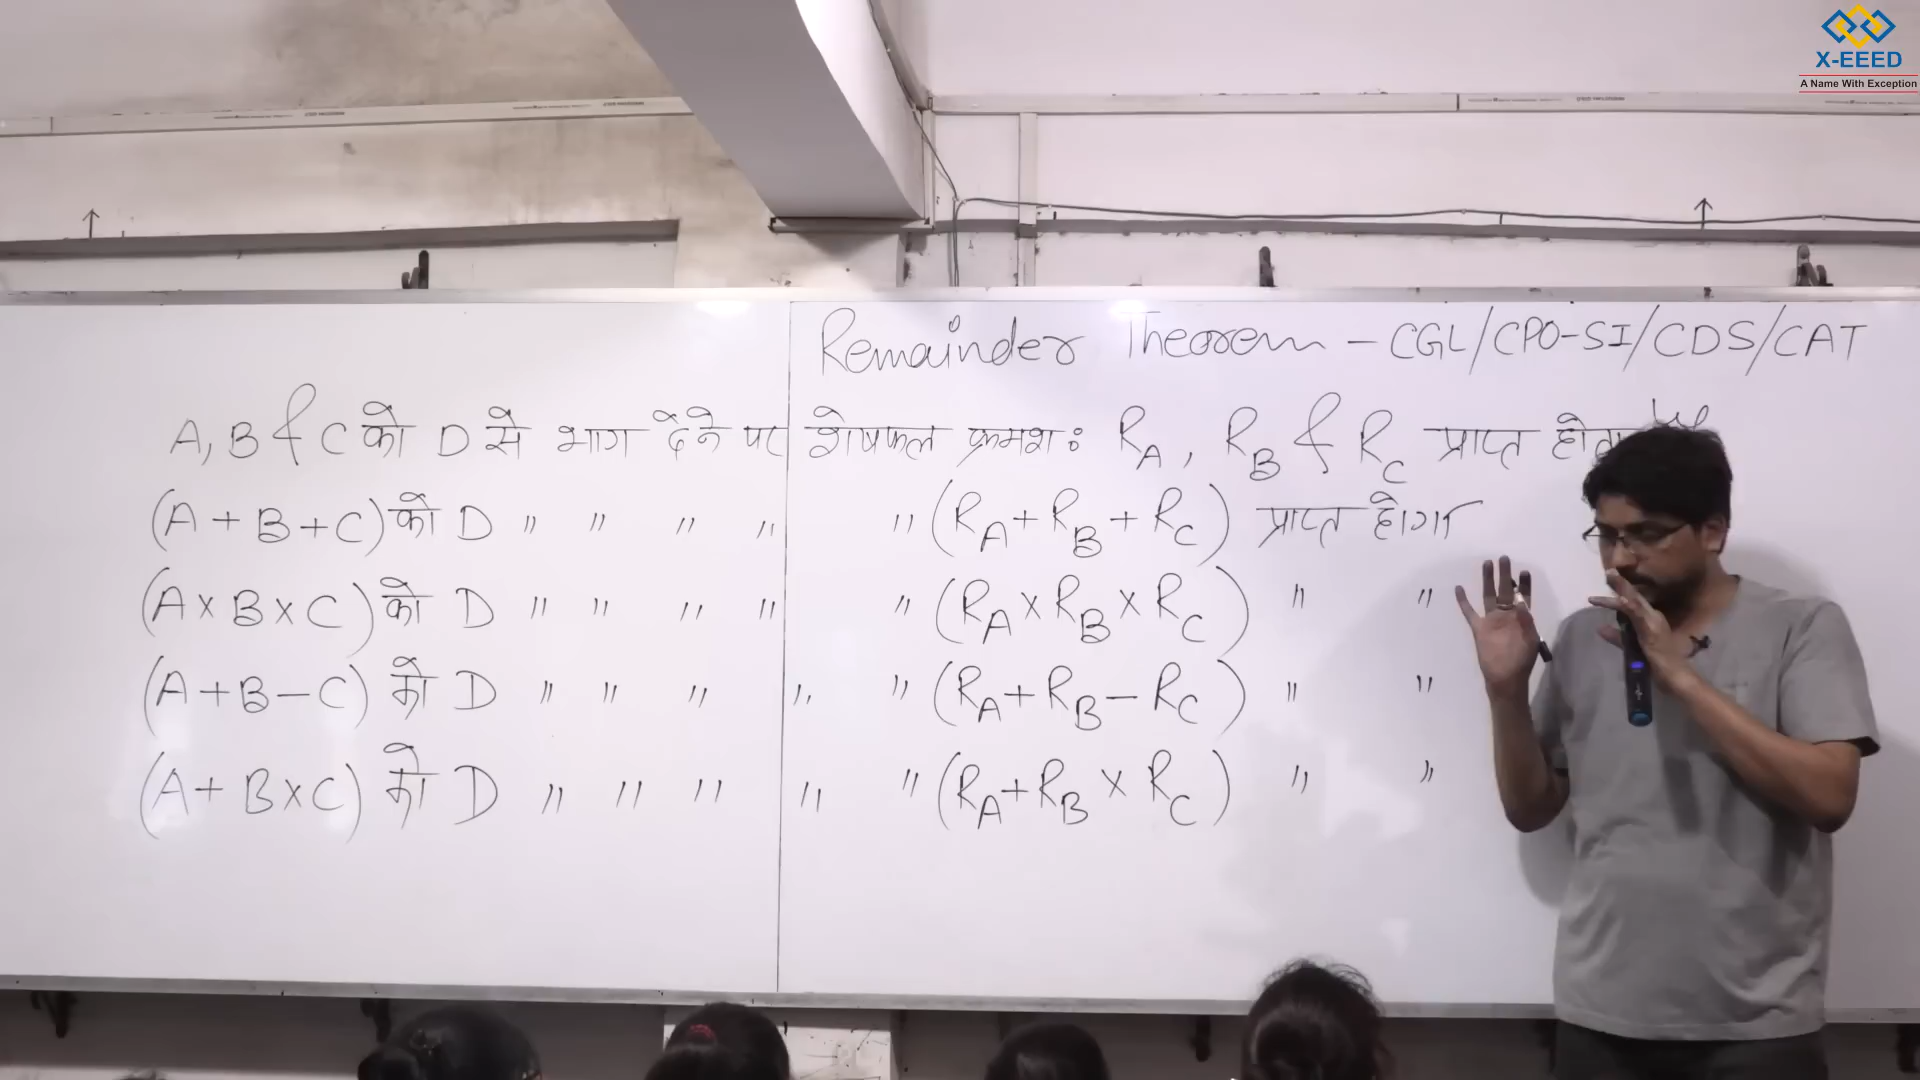 X-EEED
A Name With Exception
Remainder Theorem - CGL/CPO-SI/CDS/CAT
A, B & C को D से भाग देने पर शेषफल क्रमशः R_A, R_B & R_C प्राप्त
(A + B + C) को D " " " " " (R_A + R_B + R_C) प्राप्त होगा
(A × B × C) को D " " " " " (R_A × R_B × R_C) " "
(A + B - C) को D " " " " " (R_A + R_B - R_C) " "
(A + B × C) को D " " " " " (R_A + R_B × R_C) " "